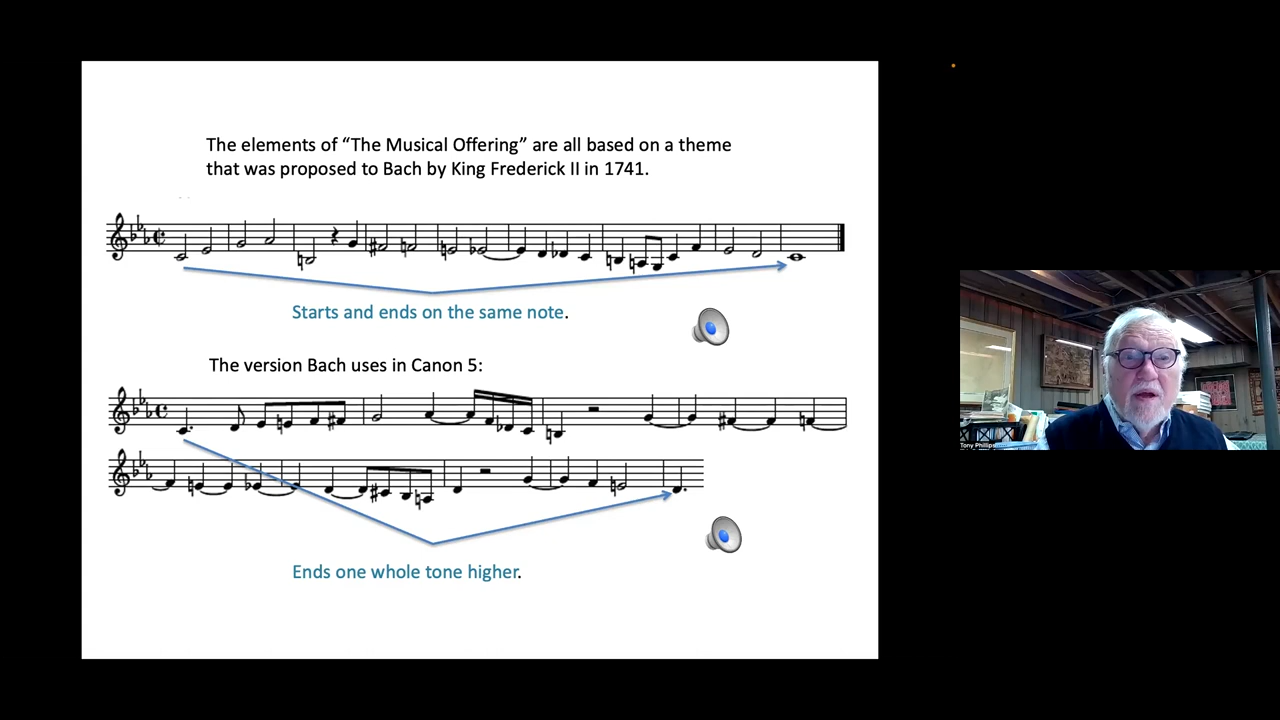 The elements of “The Musical Offering” are all based on a theme
that was proposed to Bach by King Frederick II in 1741.
Starts and ends on the same note.
The version Bach uses in Canon 5:
Ends one whole tone higher.
Tony Phillips